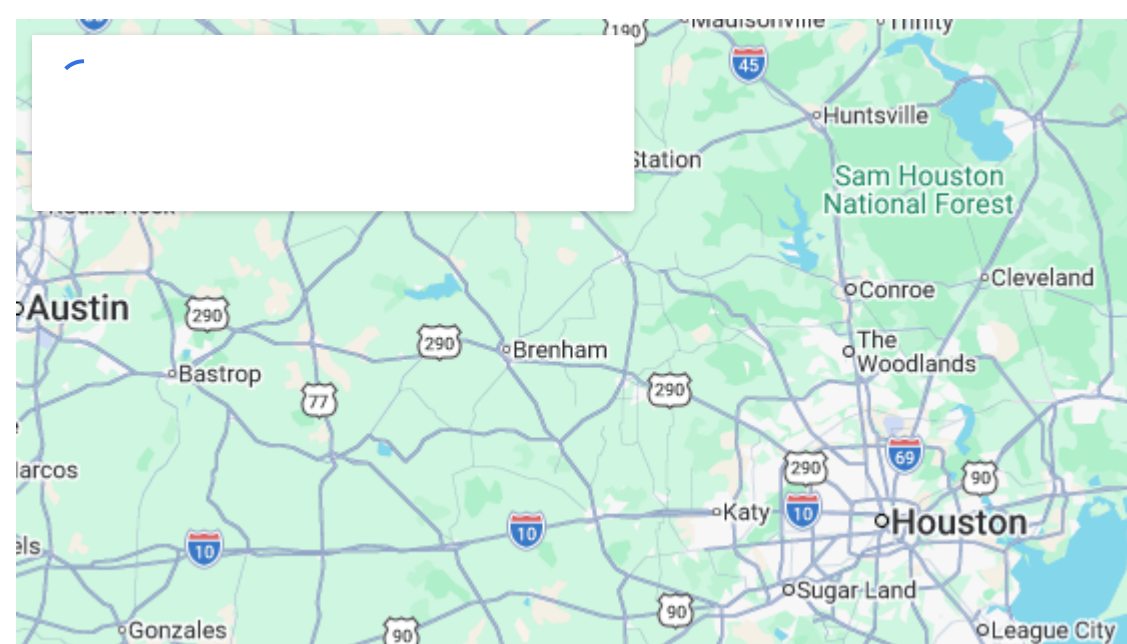 Madisonville
Trinity
190
45
Huntsville
Station
Sam Houston
National Forest
Round Rock
Cleveland
Conroe
Austin
290
290
The
Woodlands
Brenham
Bastrop
290
77
69
arcos
290
90
Katy
10
Houston
10
10
els
Sugar Land
90
Gonzales
90
League City